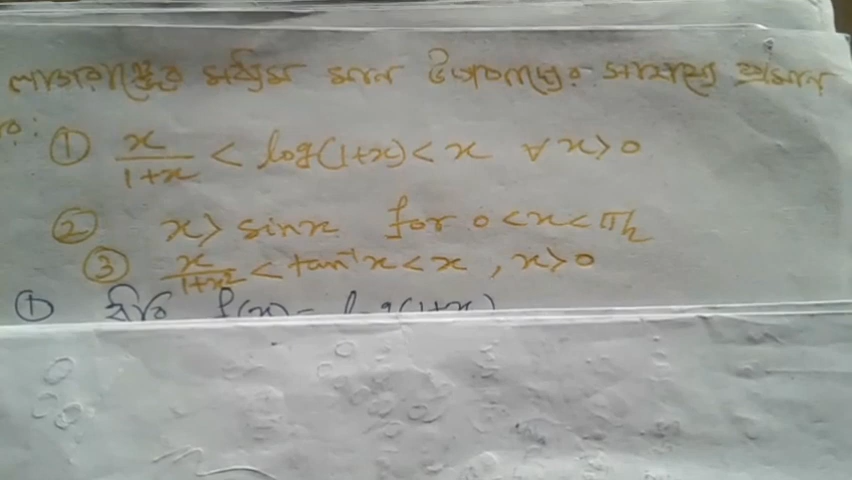 লাগ্রাঞ্জের মধ্যম মান উপপাদ্যের সাহায্যে প্রমাণ
① x/(1+x) < log(1+x) < x ∀ x > 0
② x > sinx for 0 < x < π/2
③ x/(1+x²) < tan⁻¹x < x , x > 0
① ধরি f(x) = log(1+x)